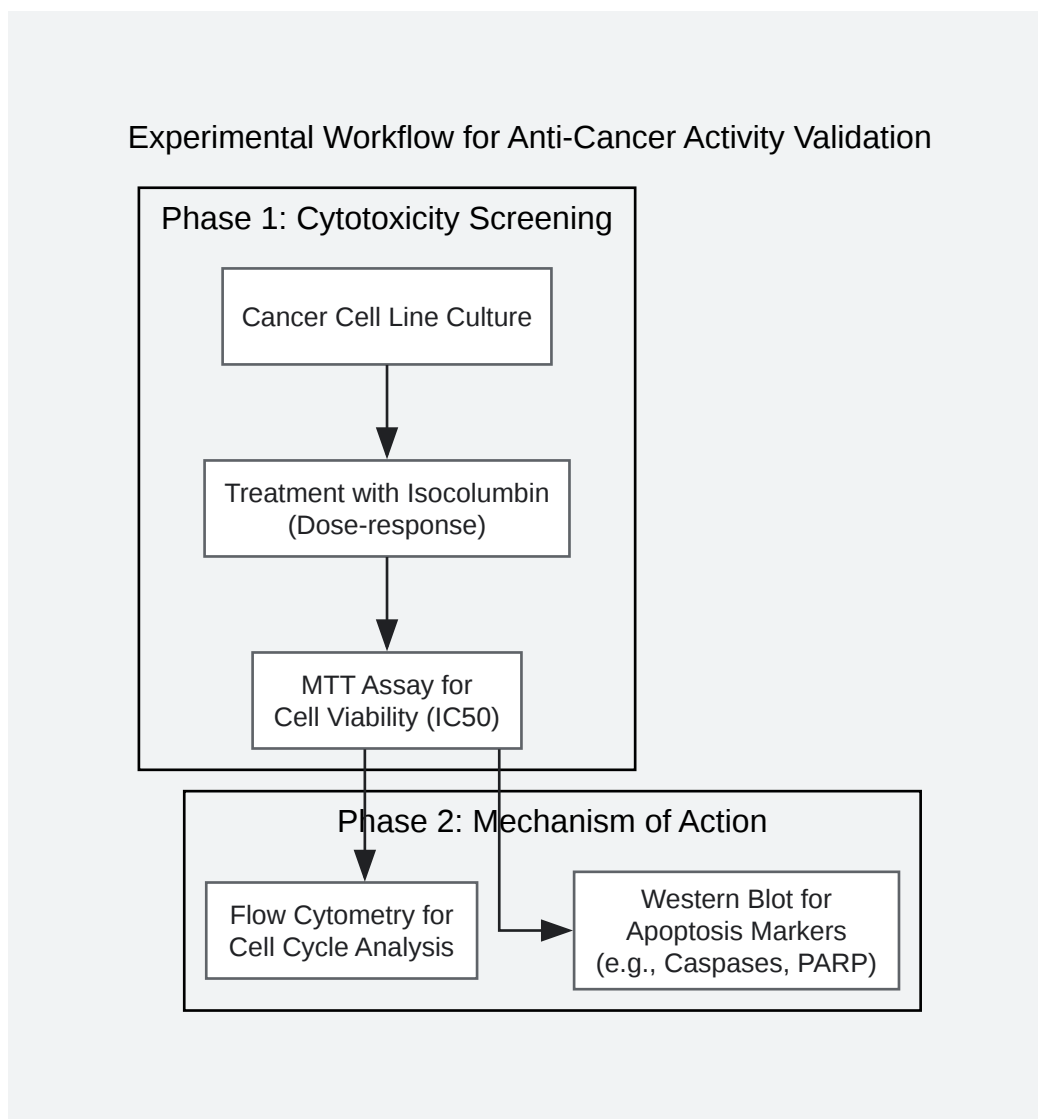 Experimental Workflow for Anti-Cancer Activity Validation
Phase 1: Cytotoxicity Screening
Cancer Cell Line Culture
Treatment with Isocolumbin
(Dose-response)
MTT Assay for
Cell Viability (IC50)
Phase 2: Mechanism of Action
Flow Cytometry for
Cell Cycle Analysis
Western Blot for
Apoptosis Markers
(e.g., Caspases, PARP)